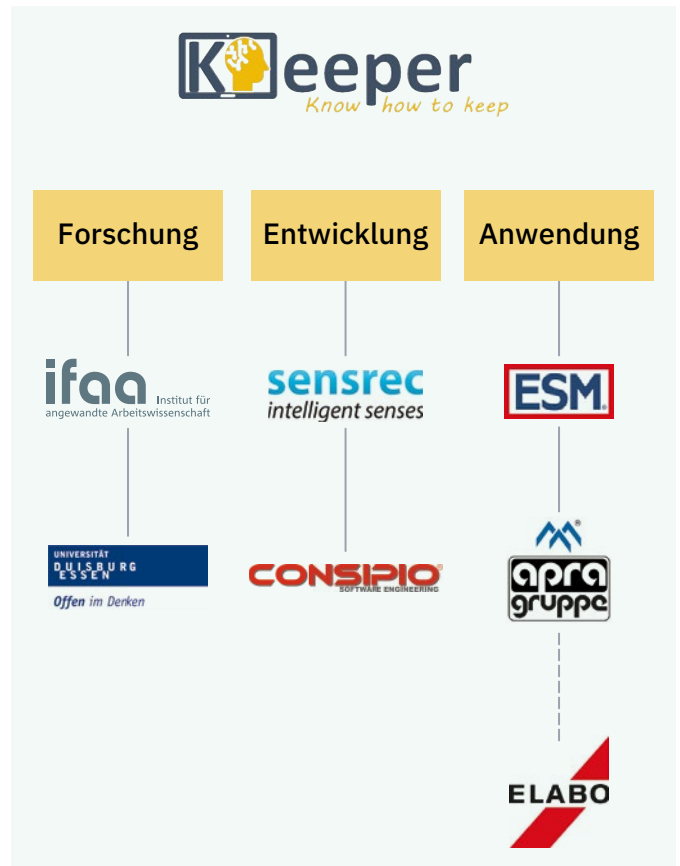 Keeper
Know how to keep
Forschung
Entwicklung
Anwendung
ifaa Institut für
angewandte Arbeitswissenschaft
sensrec
intelligent senses
ESM®
UNIVERSITÄT
DUISBURG
ESSEN
Offen im Denken
CONSIPIO®
SOFTWARE ENGINEERING
®
apra
gruppe
ELABO